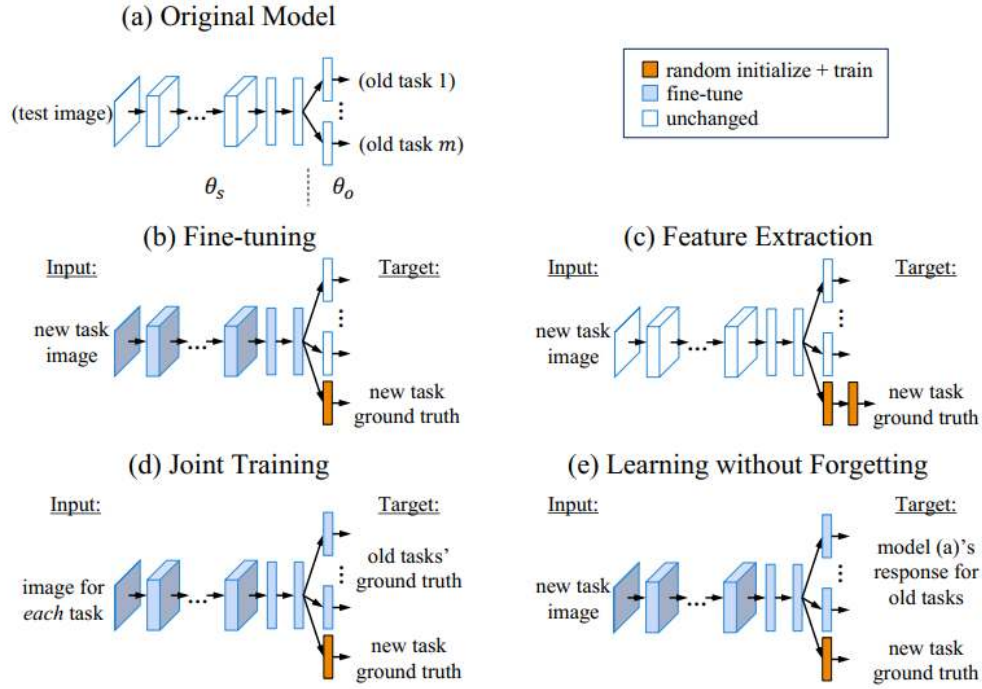 (a) Original Model
(test image)
...
(old task 1)
⋮
(old task m)
θs
θo
random initialize + train
fine-tune
unchanged
(b) Fine-tuning
Input:
Target:
new task
image
...
⋮
new task
ground truth
(c) Feature Extraction
Input:
Target:
new task
image
...
⋮
new task
ground truth
(d) Joint Training
Input:
Target:
image for
each task
...
old tasks'
⋮
ground truth
new task
ground truth
(e) Learning without Forgetting
Input:
Target:
new task
image
...
model (a)'s
⋮
response for
old tasks
new task
ground truth